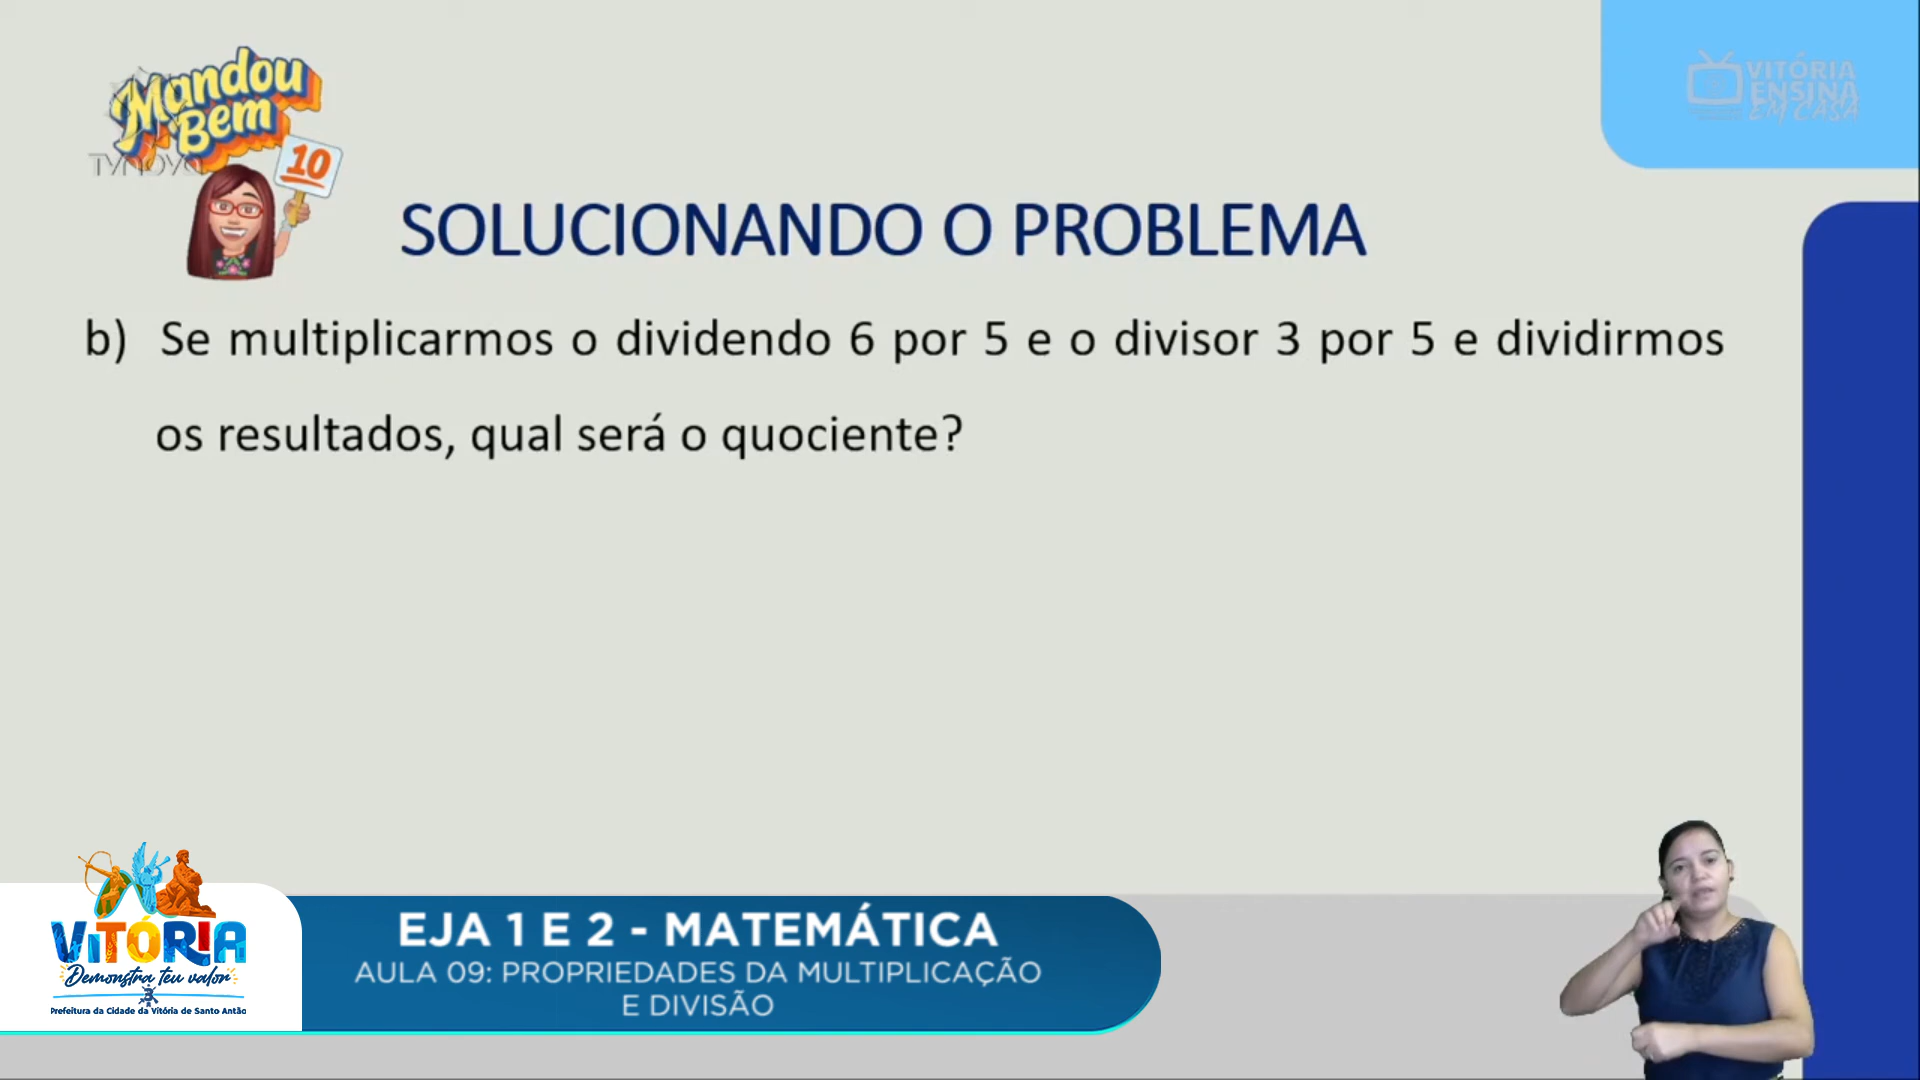 Mandou
Bem
10
TVNOVA
VITÓRIA
ENSINA
EM CASA
SOLUCIONANDO O PROBLEMA
b) Se multiplicarmos o dividendo 6 por 5 e o divisor 3 por 5 e dividirmos
os resultados, qual será o quociente?
VITÓRIA
Demonstra teu valor
Prefeitura da Cidade da Vitória de Santo Antão
EJA 1 E 2 - MATEMÁTICA
AULA 09: PROPRIEDADES DA MULTIPLICAÇÃO
E DIVISÃO